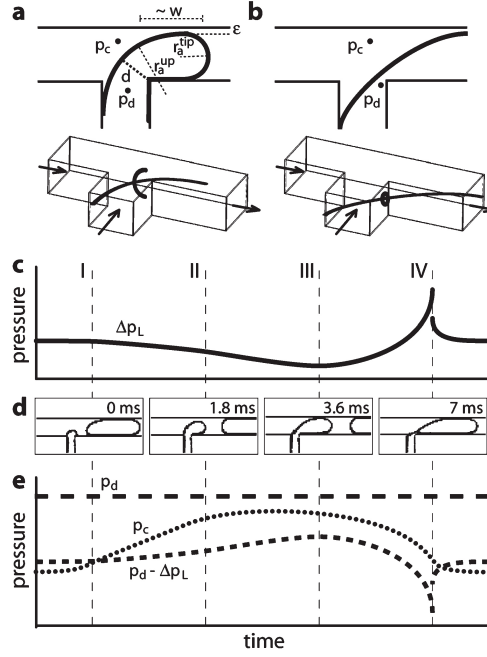 a
~ w
b
ε
p_c
r_a^tip
r_a^up
d
p_d
p_c
p_d
c
I
II
III
IV
pressure
Δp_L
d
0 ms
1.8 ms
3.6 ms
7 ms
e
p_d
p_c
p_d - Δp_L
pressure
time